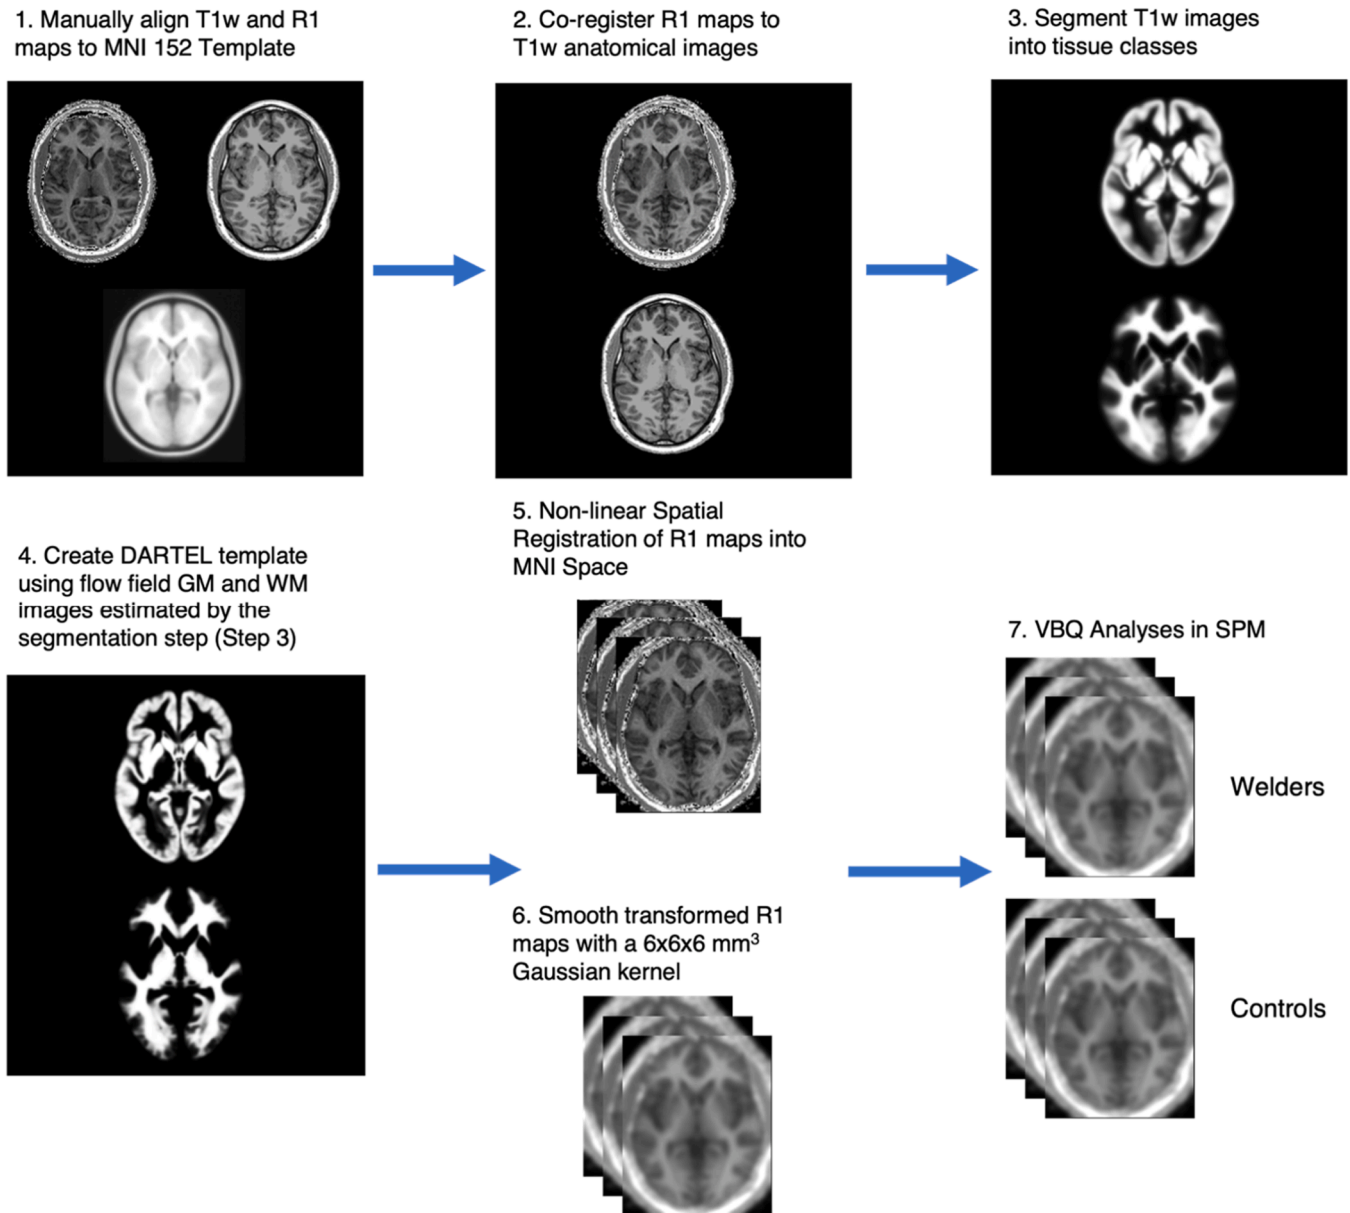 1. Manually align T1w and R1
maps to MNI 152 Template
2. Co-register R1 maps to
T1w anatomical images
3. Segment T1w images
into tissue classes
4. Create DARTEL template
using flow field GM and WM
images estimated by the
segmentation step (Step 3)
5. Non-linear Spatial
Registration of R1 maps into
MNI Space
6. Smooth transformed R1
maps with a 6x6x6 mm³
Gaussian kernel
7. VBQ Analyses in SPM
Welders
Controls